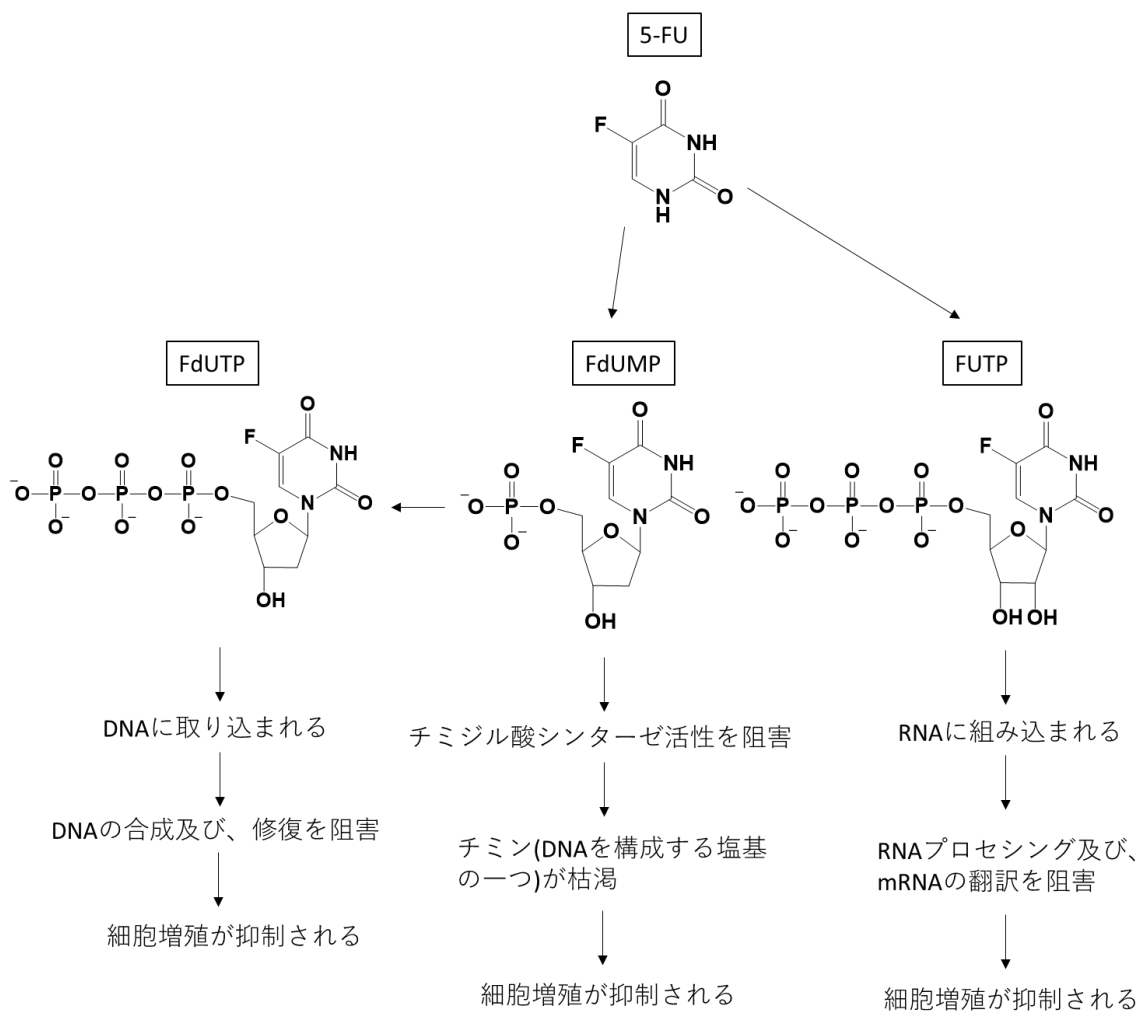 5-FU
O
F
NH
N
H
O
FdUTP
FdUMP
FUTP
O
F
NH
O
N
O
O
O
O
⁻O-P-O-P-O-P-O
O⁻
O⁻
O⁻
O
OH
O
F
NH
O
N
O
⁻O-P-O
O⁻
O
OH
O
F
NH
O
N
O
O
O
⁻O-P-O-P-O-P-O
O⁻
O⁻
O⁻
O
OH OH
DNAに取り込まれる
DNAの合成及び、修復を阻害
細胞増殖が抑制される
チミジル酸シンターゼ活性を阻害
チミン(DNAを構成する塩基
の一つ)が枯渇
細胞増殖が抑制される
RNAに組み込まれる
RNAプロセシング及び、
mRNAの翻訳を阻害
細胞増殖が抑制される